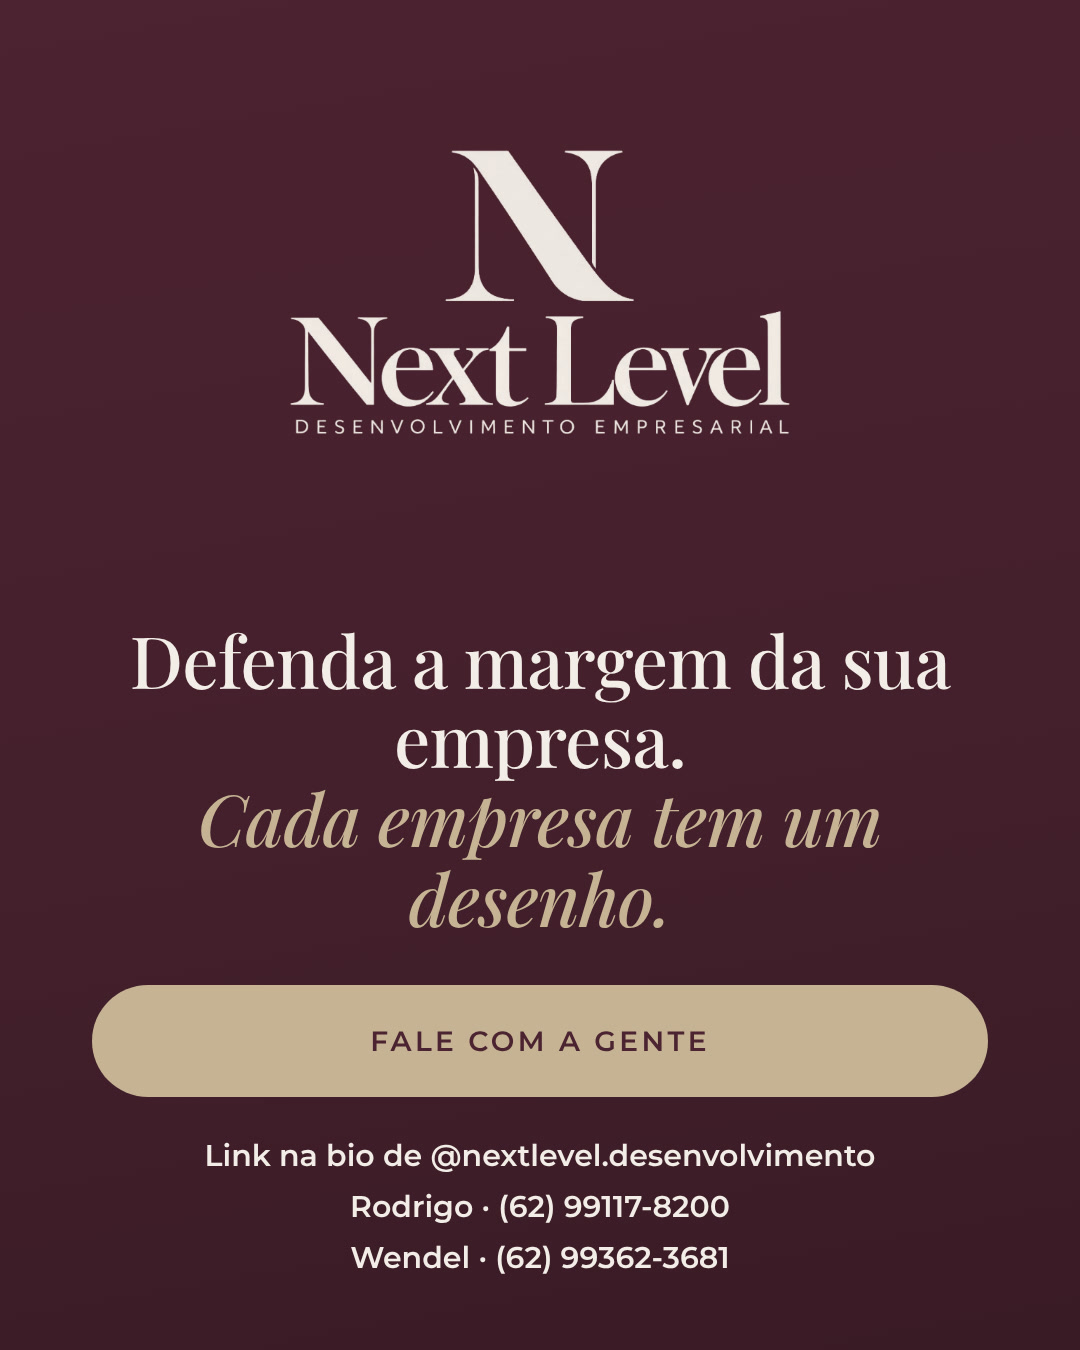 N
Next Level
DESENVOLVIMENTO EMPRESARIAL
Defenda a margem da sua
empresa.
Cada empresa tem um
desenho.
FALE COM A GENTE
Link na bio de @nextlevel.desenvolvimento
Rodrigo · (62) 99117-8200
Wendel · (62) 99362-3681